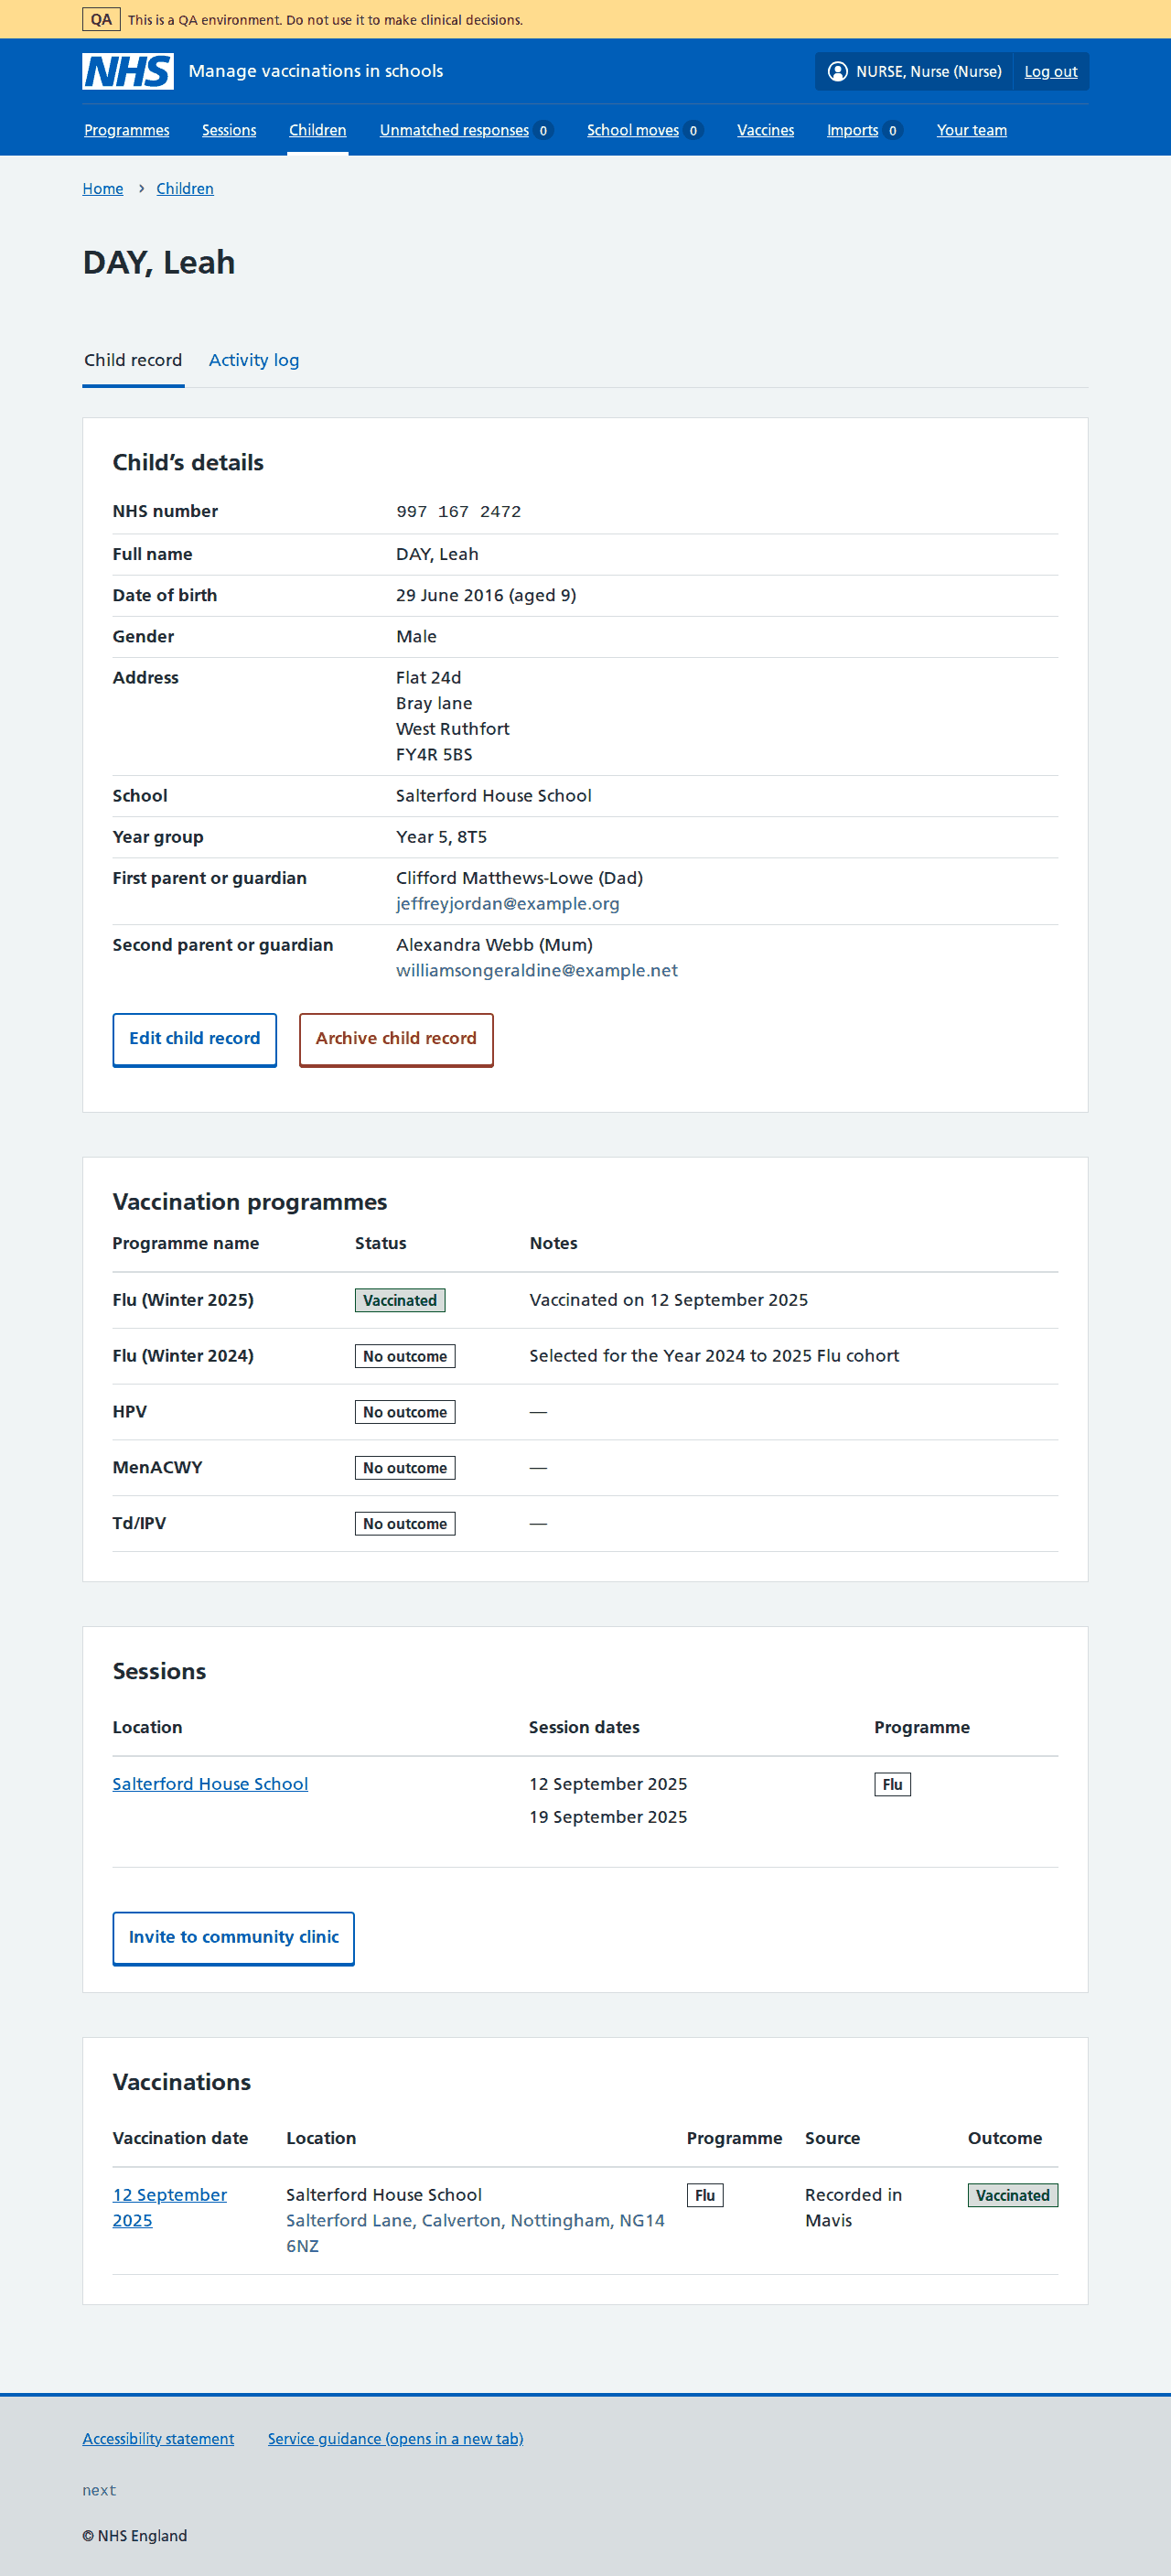 QA This is a QA environment. Do not use it to make clinical decisions.
NHS Manage vaccinations in schools NURSE, Nurse (Nurse) Log out
Programmes Sessions Children Unmatched responses 0 School moves 0 Vaccines Imports 0 Your team
Home › Children
DAY, Leah
Child record Activity log
Child’s details
NHS number 997 167 2472
Full name DAY, Leah
Date of birth 29 June 2016 (aged 9)
Gender Male
Address Flat 24d
Bray lane
West Ruthfort
FY4R 5BS
School Salterford House School
Year group Year 5, 8T5
First parent or guardian Clifford Matthews-Lowe (Dad)
jeffreyjordan@example.org
Second parent or guardian Alexandra Webb (Mum)
williamsongeraldine@example.net
Edit child record Archive child record
Vaccination programmes
Programme name Status Notes
Flu (Winter 2025) Vaccinated Vaccinated on 12 September 2025
Flu (Winter 2024) No outcome Selected for the Year 2024 to 2025 Flu cohort
HPV No outcome —
MenACWY No outcome —
Td/IPV No outcome —
Sessions
Location Session dates Programme
Salterford House School 12 September 2025 Flu
19 September 2025
Invite to community clinic
Vaccinations
Vaccination date Location Programme Source Outcome
12 September Salterford House School Flu Recorded in Vaccinated
2025 Salterford Lane, Calverton, Nottingham, NG14 Mavis
6NZ
Accessibility statement Service guidance (opens in a new tab)
next
© NHS England